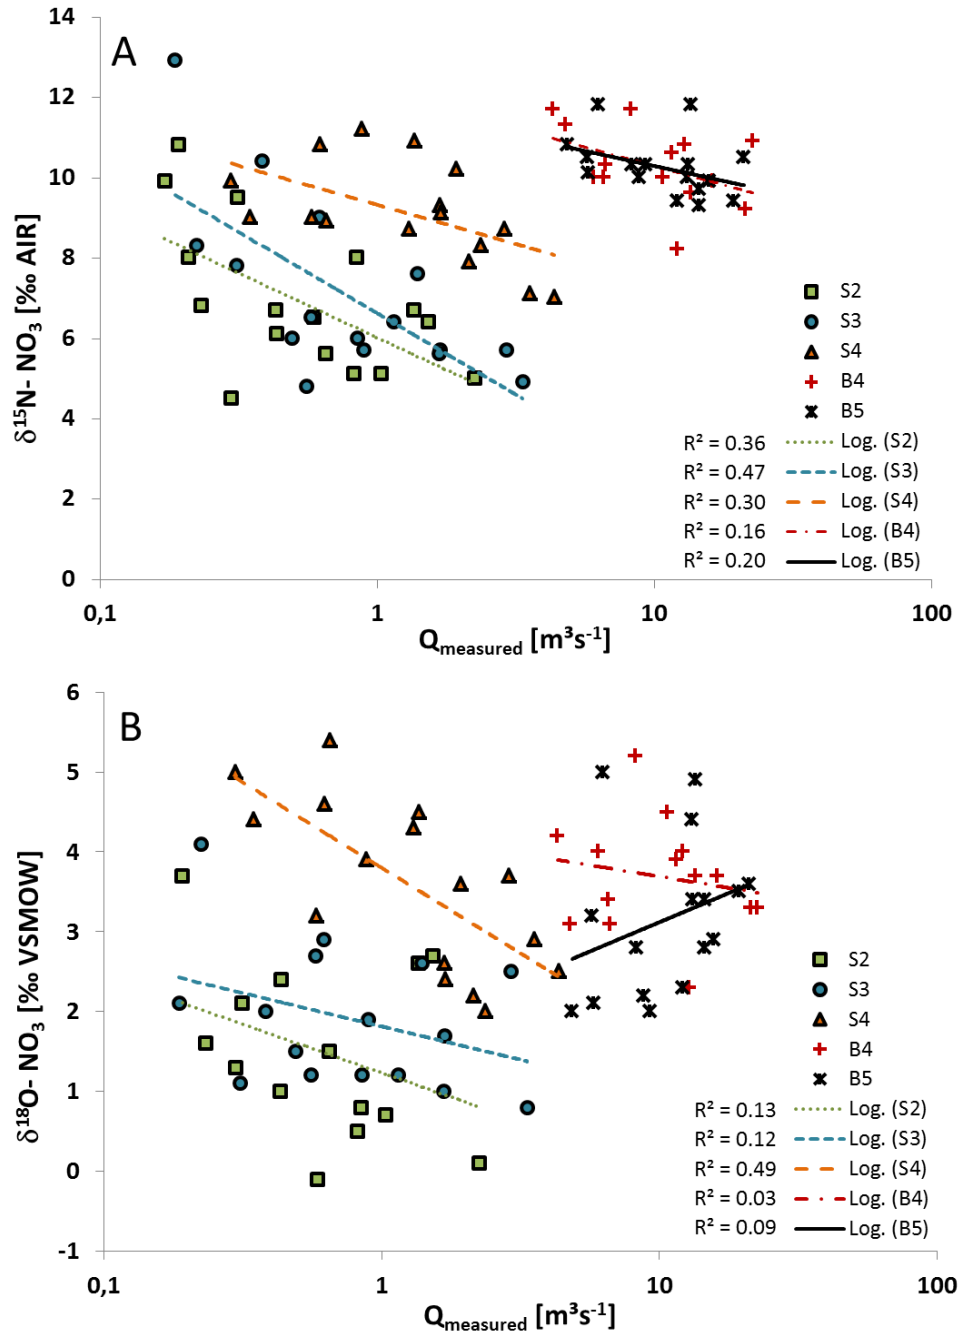 A
14
12
10
8
6
4
2
0
δ¹⁵N- NO₃ [‰ AIR]
0,1 1 10 100
Qmeasured [m³s⁻¹]
S2
S3
S4
B4
B5
R² = 0.36 Log. (S2)
R² = 0.47 Log. (S3)
R² = 0.30 Log. (S4)
R² = 0.16 Log. (B4)
R² = 0.20 Log. (B5)
B
6
5
4
3
2
1
0
-1
δ¹⁸O- NO₃ [‰ VSMOW]
0,1 1 10 100
Qmeasured [m³s⁻¹]
S2
S3
S4
B4
B5
R² = 0.13 Log. (S2)
R² = 0.12 Log. (S3)
R² = 0.49 Log. (S4)
R² = 0.03 Log. (B4)
R² = 0.09 Log. (B5)